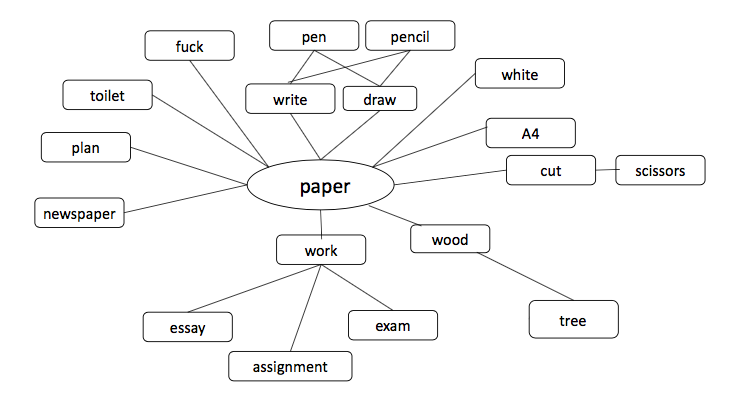 pen
pencil
fuck
white
toilet
write
draw
A4
plan
cut
scissors
paper
newspaper
work
wood
essay
exam
tree
assignment